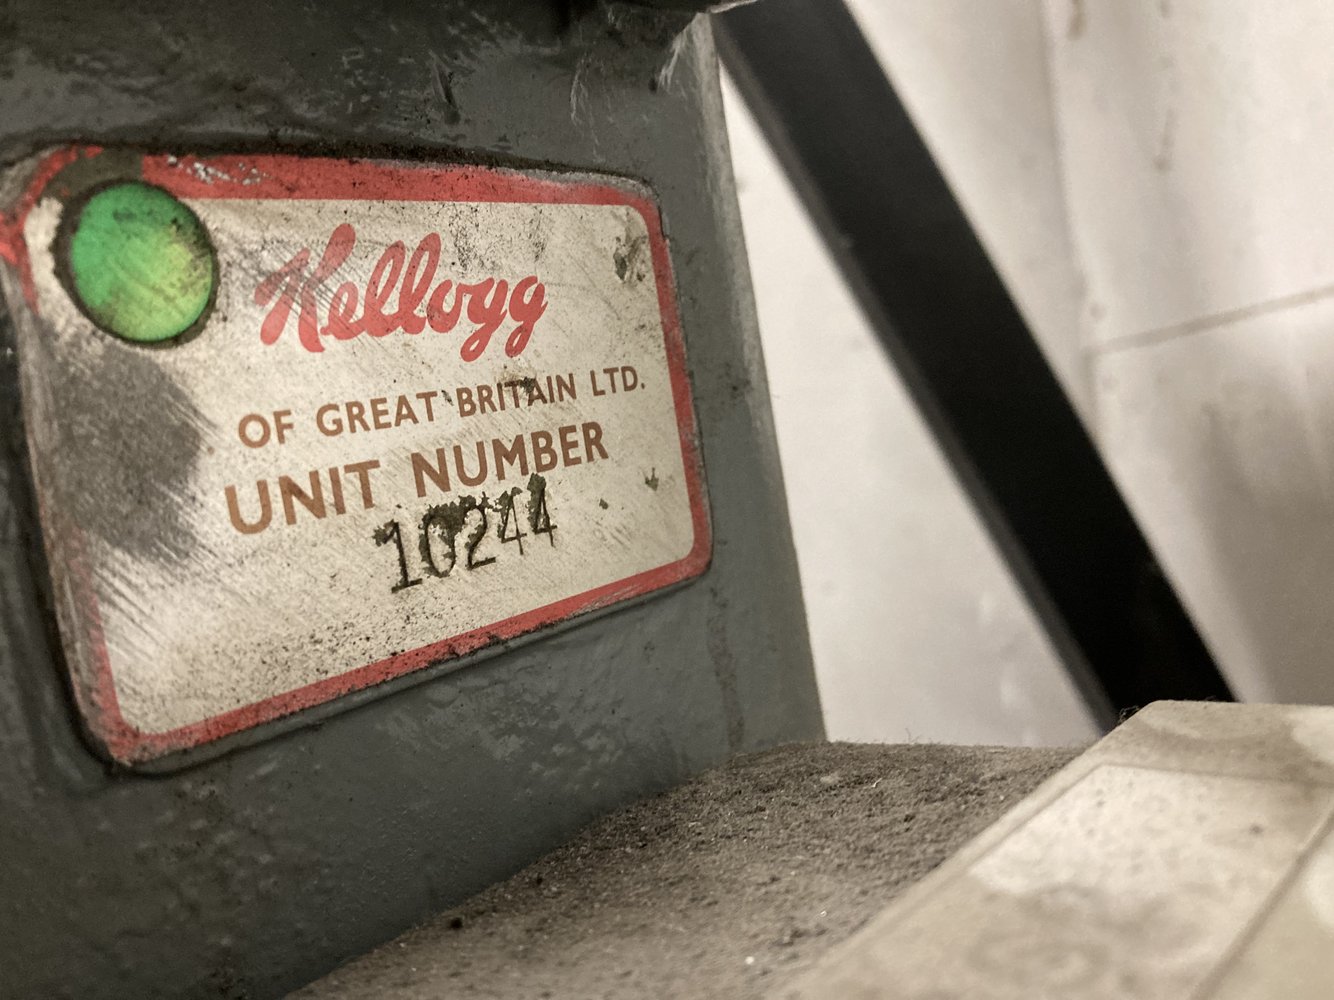 Kellogg
OF GREAT BRITAIN LTD.
UNIT NUMBER
10244